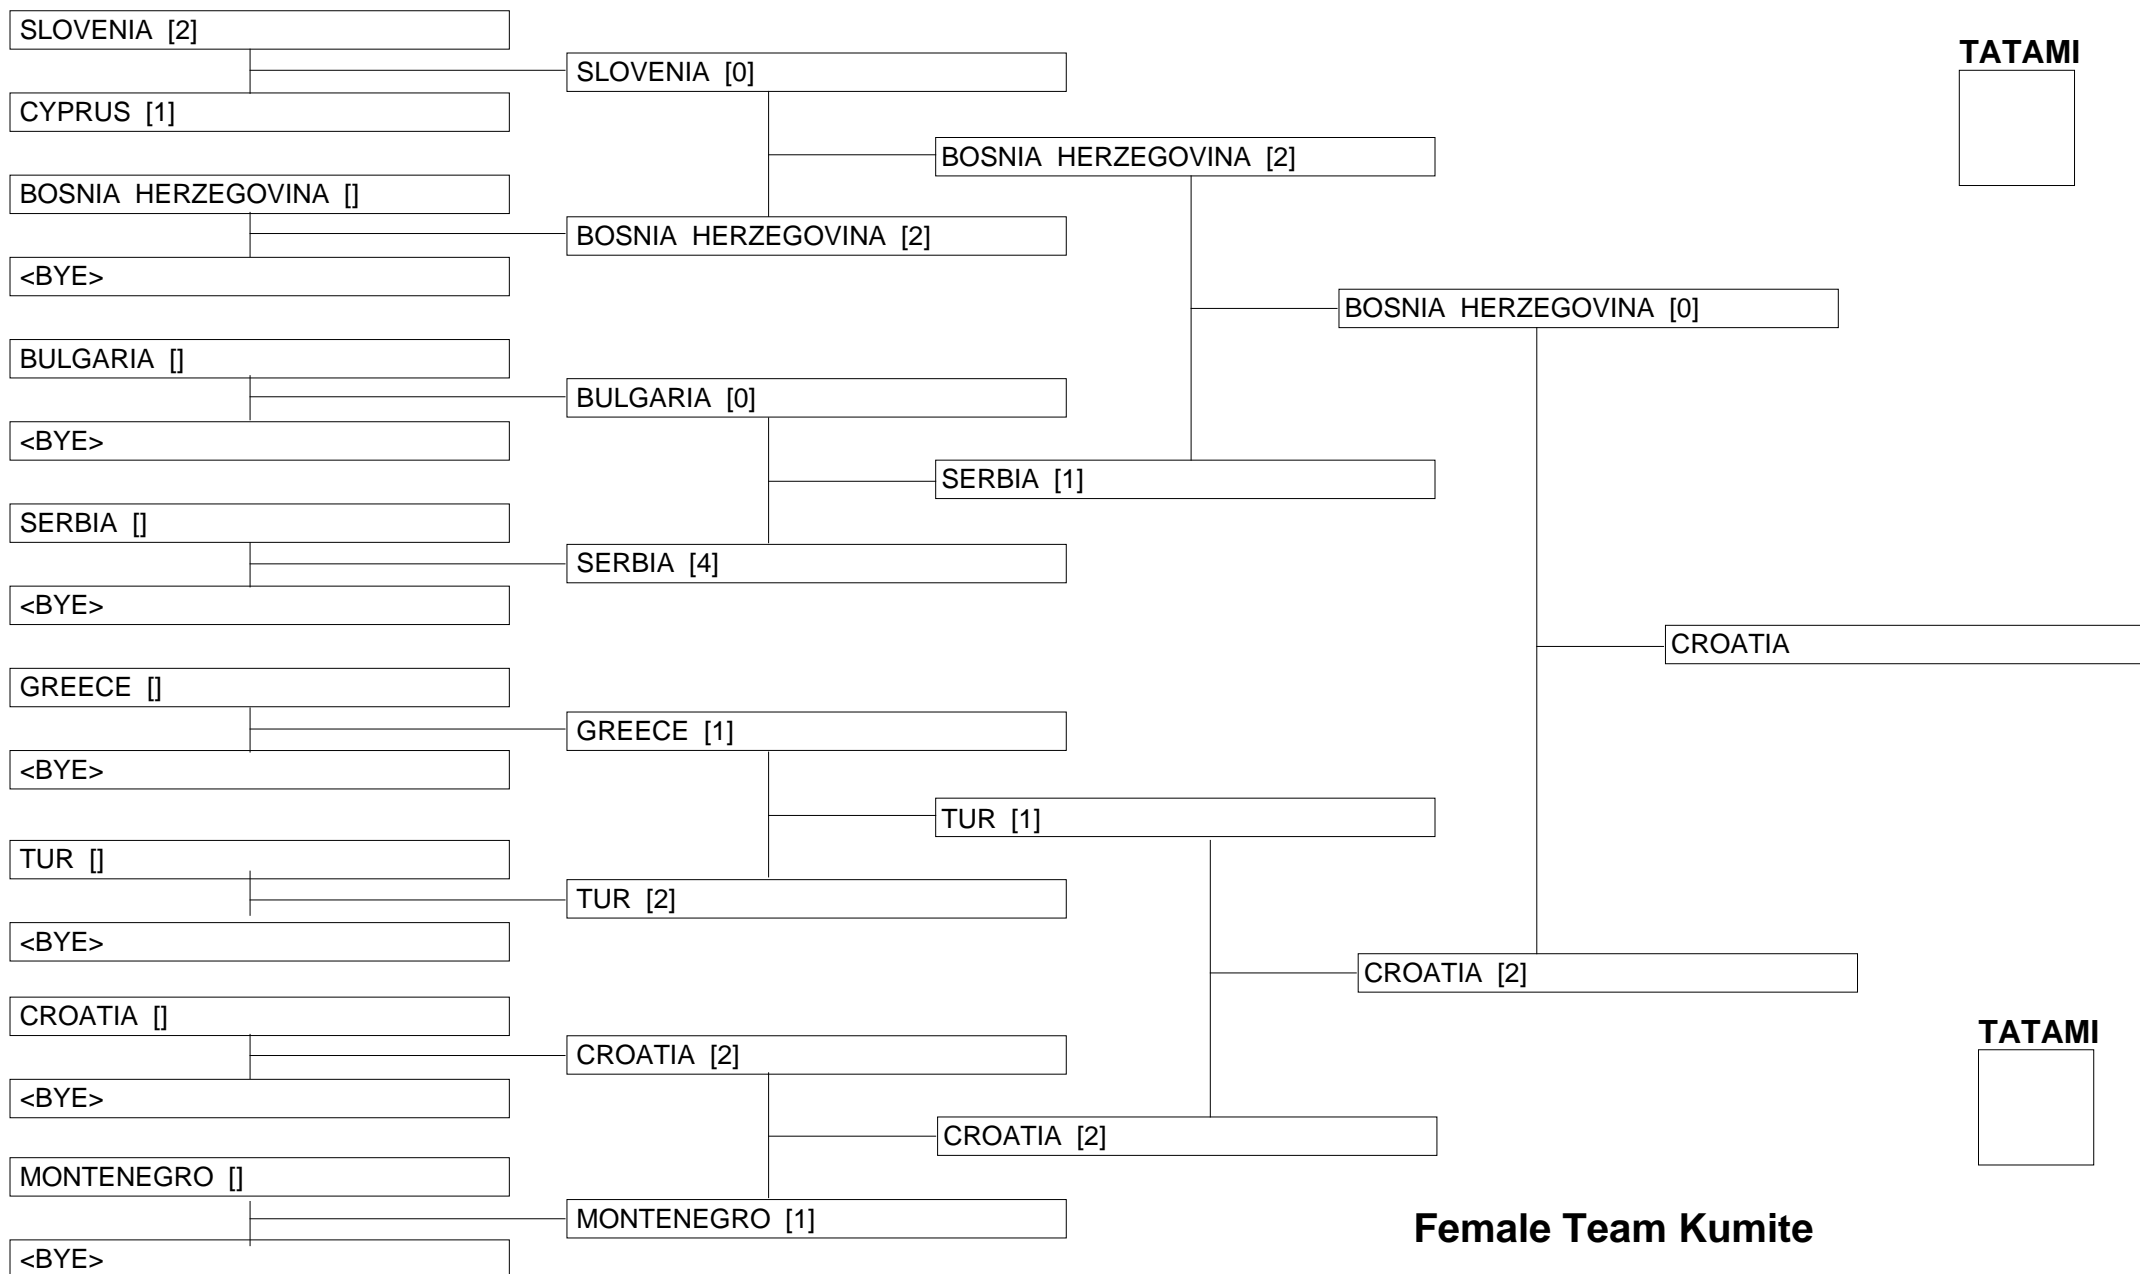 SLOVENIA [2]
CYPRUS [1]
BOSNIA HERZEGOVINA []
<BYE>
BULGARIA []
<BYE>
SERBIA []
<BYE>
GREECE []
<BYE>
TUR []
<BYE>
CROATIA []
<BYE>
MONTENEGRO []
<BYE>
SLOVENIA [0]
BOSNIA HERZEGOVINA [2]
BULGARIA [0]
SERBIA [4]
GREECE [1]
TUR [2]
CROATIA [2]
MONTENEGRO [1]
BOSNIA HERZEGOVINA [2]
SERBIA [1]
TUR [1]
CROATIA [2]
BOSNIA HERZEGOVINA [0]
CROATIA [2]
CROATIA
TATAMI
TATAMI
Female Team Kumite